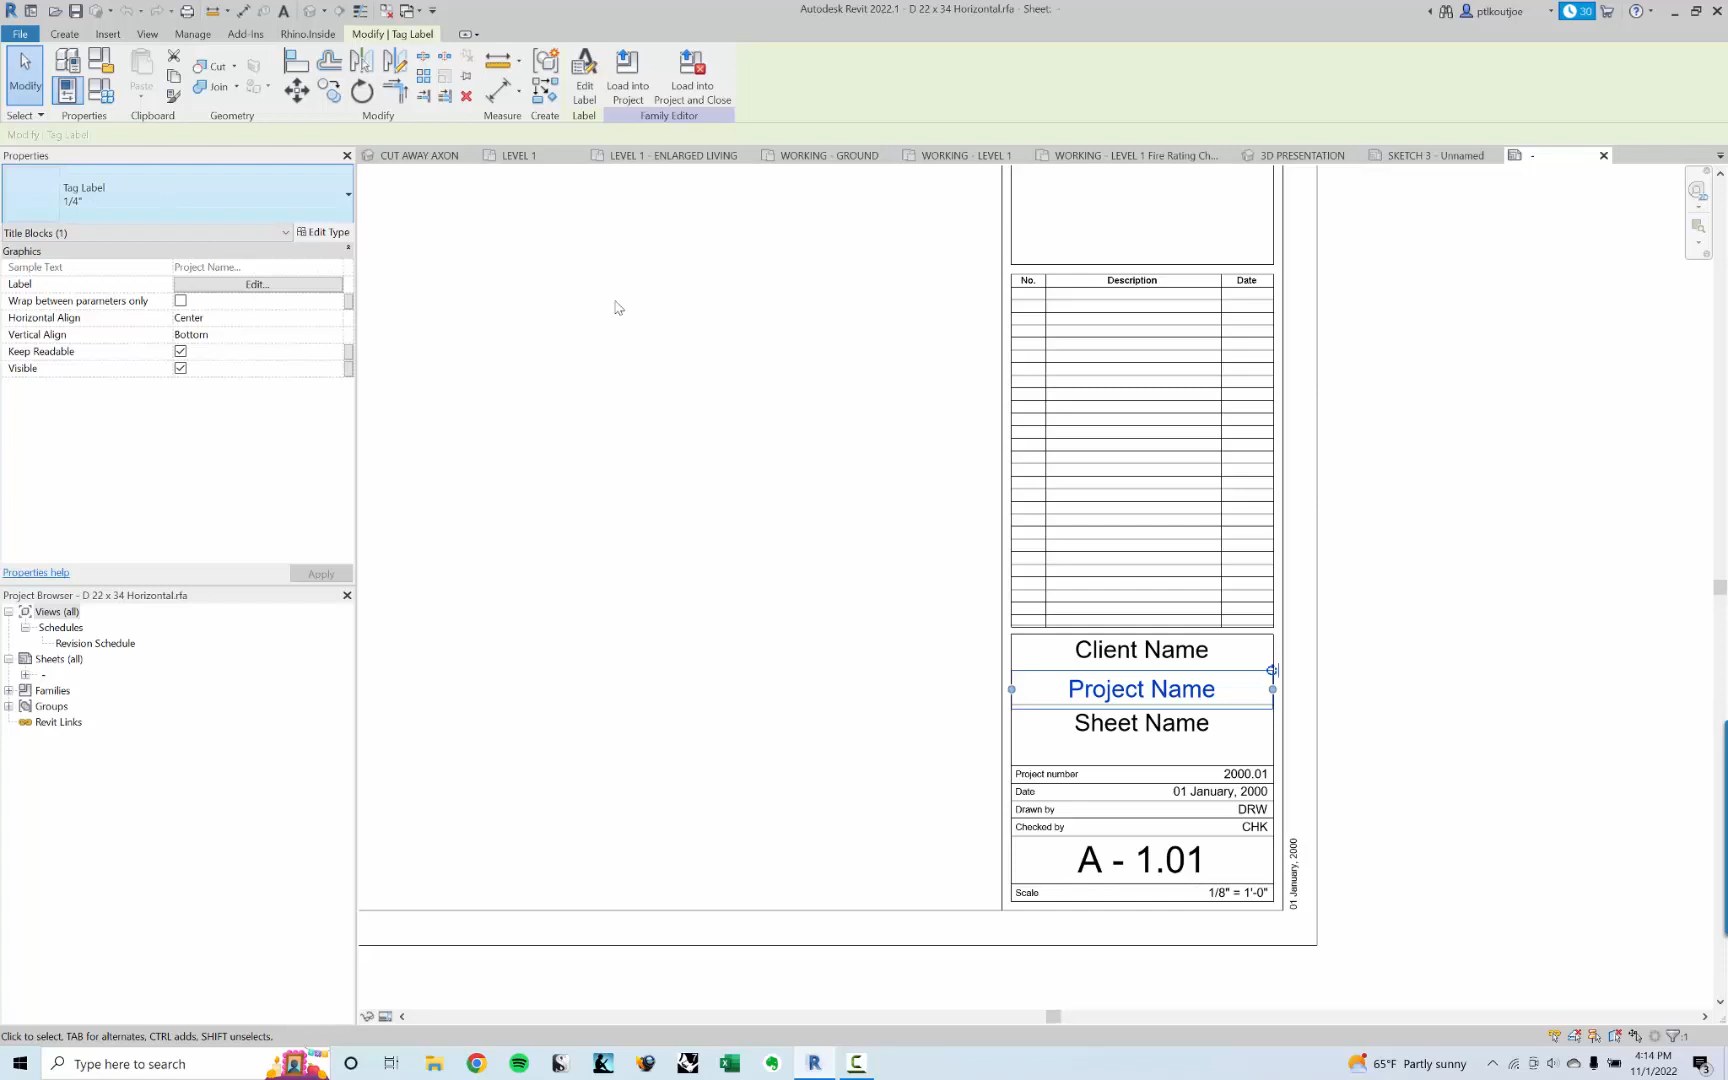 Autodesk Revit 2022.1 - D 22 x 34 Horizontal.rfa - Sheet: -
ptlkoutjoe
30
File
Create
Insert
View
Manage
Add-Ins
Rhino.Inside
Modify | Tag Label
Modify
Paste
Cut
Join
Edit
Label
Load into
Project
Load into
Project and Close
Select
Properties
Clipboard
Geometry
Modify
Measure
Create
Label
Family Editor
Modify | Tag Label
Properties
CUT AWAY AXON
LEVEL 1
LEVEL 1 - ENLARGED LIVING
WORKING - GROUND
WORKING - LEVEL 1
WORKING - LEVEL 1 Fire Rating Ch...
3D PRESENTATION
SKETCH 3 - Unnamed
-
Tag Label
1/4"
Title Blocks (1)
Edit Type
Graphics
Sample Text Project Name...
Label Edit...
Wrap between parameters only
Horizontal Align Center
Vertical Align Bottom
Keep Readable
Visible
Properties help
Apply
Project Browser - D 22 x 34 Horizontal.rfa
Views (all)
Schedules
Revision Schedule
Sheets (all)
-
Families
Groups
Revit Links
No. Description Date
Client Name
Project Name
Sheet Name
Project number 2000.01
Date 01 January, 2000
Drawn by DRW
Checked by CHK
A - 1.01
Scale 1/8" = 1'-0"
01 January, 2000
Click to select, TAB for alternates, CTRL adds, SHIFT unselects.
:1
Type here to search
65°F Partly sunny
4:14 PM
11/1/2022
3